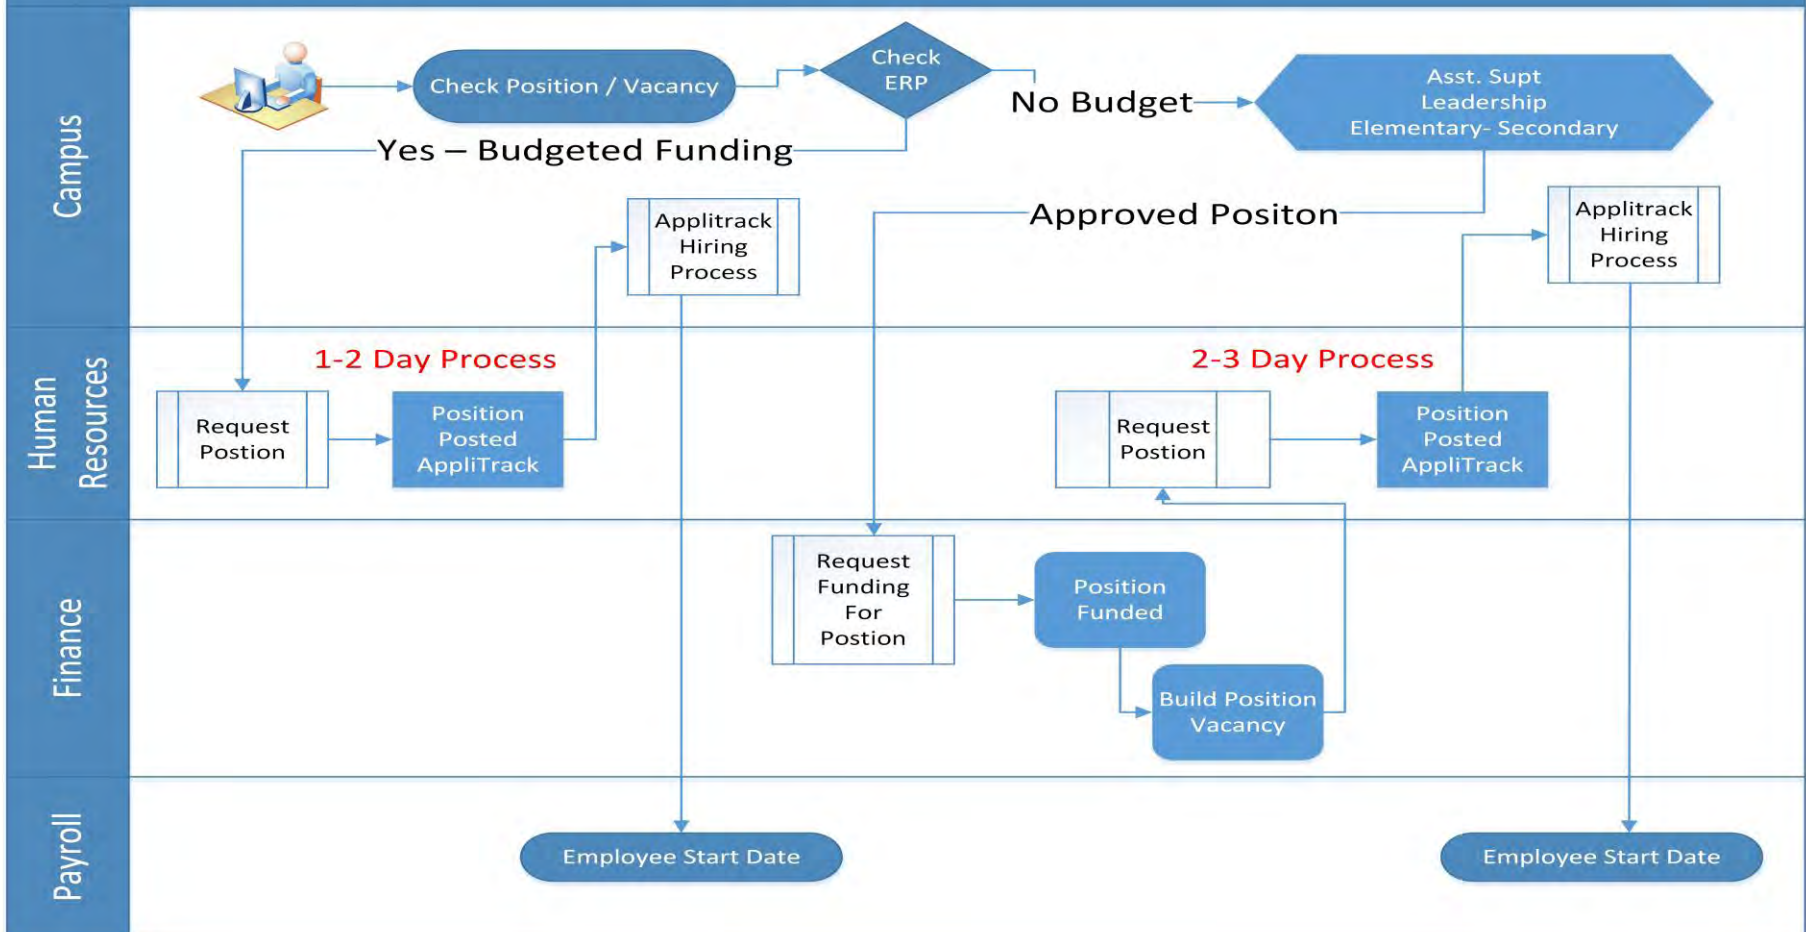 Campus
Check Position / Vacancy
Check
ERP
No Budget
Asst. Supt
Leadership
Elementary- Secondary
Yes – Budgeted Funding
Applitrack
Hiring
Process
Approved Positon
Applitrack
Hiring
Process
Human
Resources
1-2 Day Process
Request
Postion
Position
Posted
AppliTrack
2-3 Day Process
Request
Postion
Position
Posted
AppliTrack
Finance
Request
Funding
For
Postion
Position
Funded
Build Position
Vacancy
Payroll
Employee Start Date
Employee Start Date